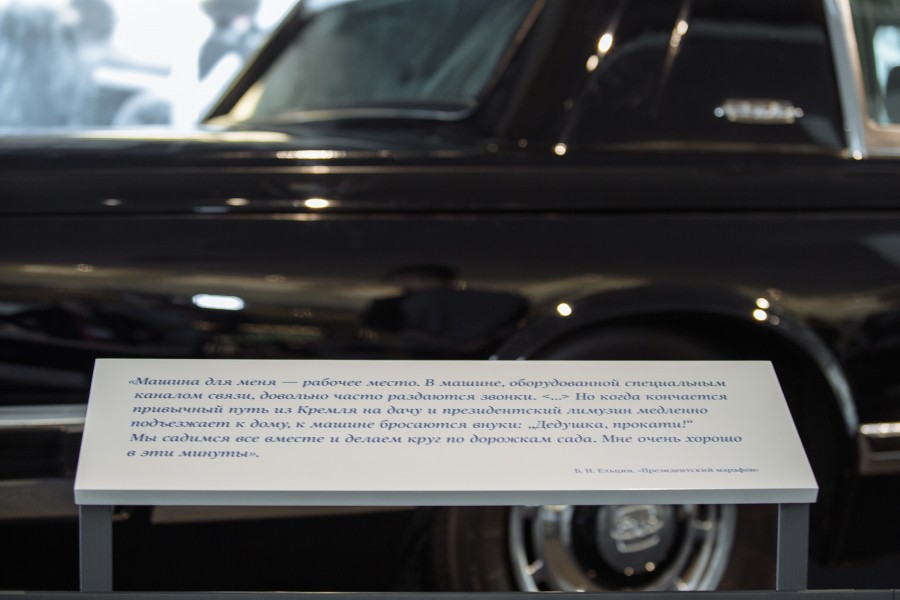 «Машина для меня — рабочее место. В машине, оборудованной специальным
каналом связи, довольно часто раздаются звонки. <...> Но когда кончается
привычный путь из Кремля на дачу и президентский лимузин медленно
подъезжает к дому, к машине бросаются внуки: „Дедушка, прокати!“
Мы садимся все вместе и делаем круг по дорожкам сада. Мне очень хорошо
в эти минуты».
Б. Н. Ельцин. «Президентский марафон»